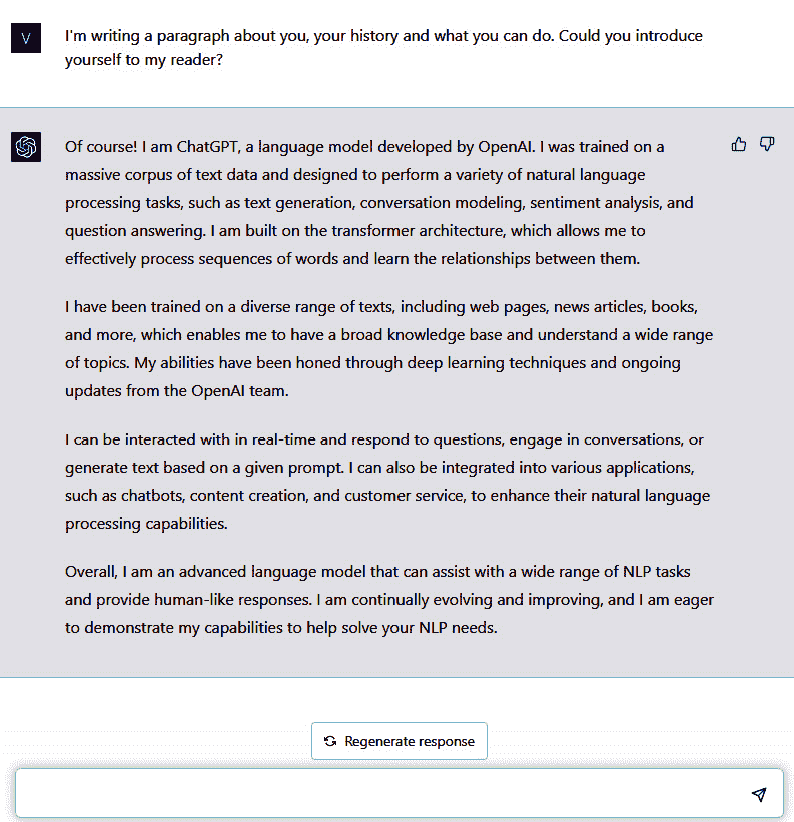 V
I'm writing a paragraph about you, your history and what you can do. Could you introduce
yourself to my reader?
Of course! I am ChatGPT, a language model developed by OpenAI. I was trained on a
massive corpus of text data and designed to perform a variety of natural language
processing tasks, such as text generation, conversation modeling, sentiment analysis, and
question answering. I am built on the transformer architecture, which allows me to
effectively process sequences of words and learn the relationships between them.
I have been trained on a diverse range of texts, including web pages, news articles, books,
and more, which enables me to have a broad knowledge base and understand a wide range
of topics. My abilities have been honed through deep learning techniques and ongoing
updates from the OpenAI team.
I can be interacted with in real-time and respond to questions, engage in conversations, or
generate text based on a given prompt. I can also be integrated into various applications,
such as chatbots, content creation, and customer service, to enhance their natural language
processing capabilities.
Overall, I am an advanced language model that can assist with a wide range of NLP tasks
and provide human-like responses. I am continually evolving and improving, and I am eager
to demonstrate my capabilities to help solve your NLP needs.
Regenerate response